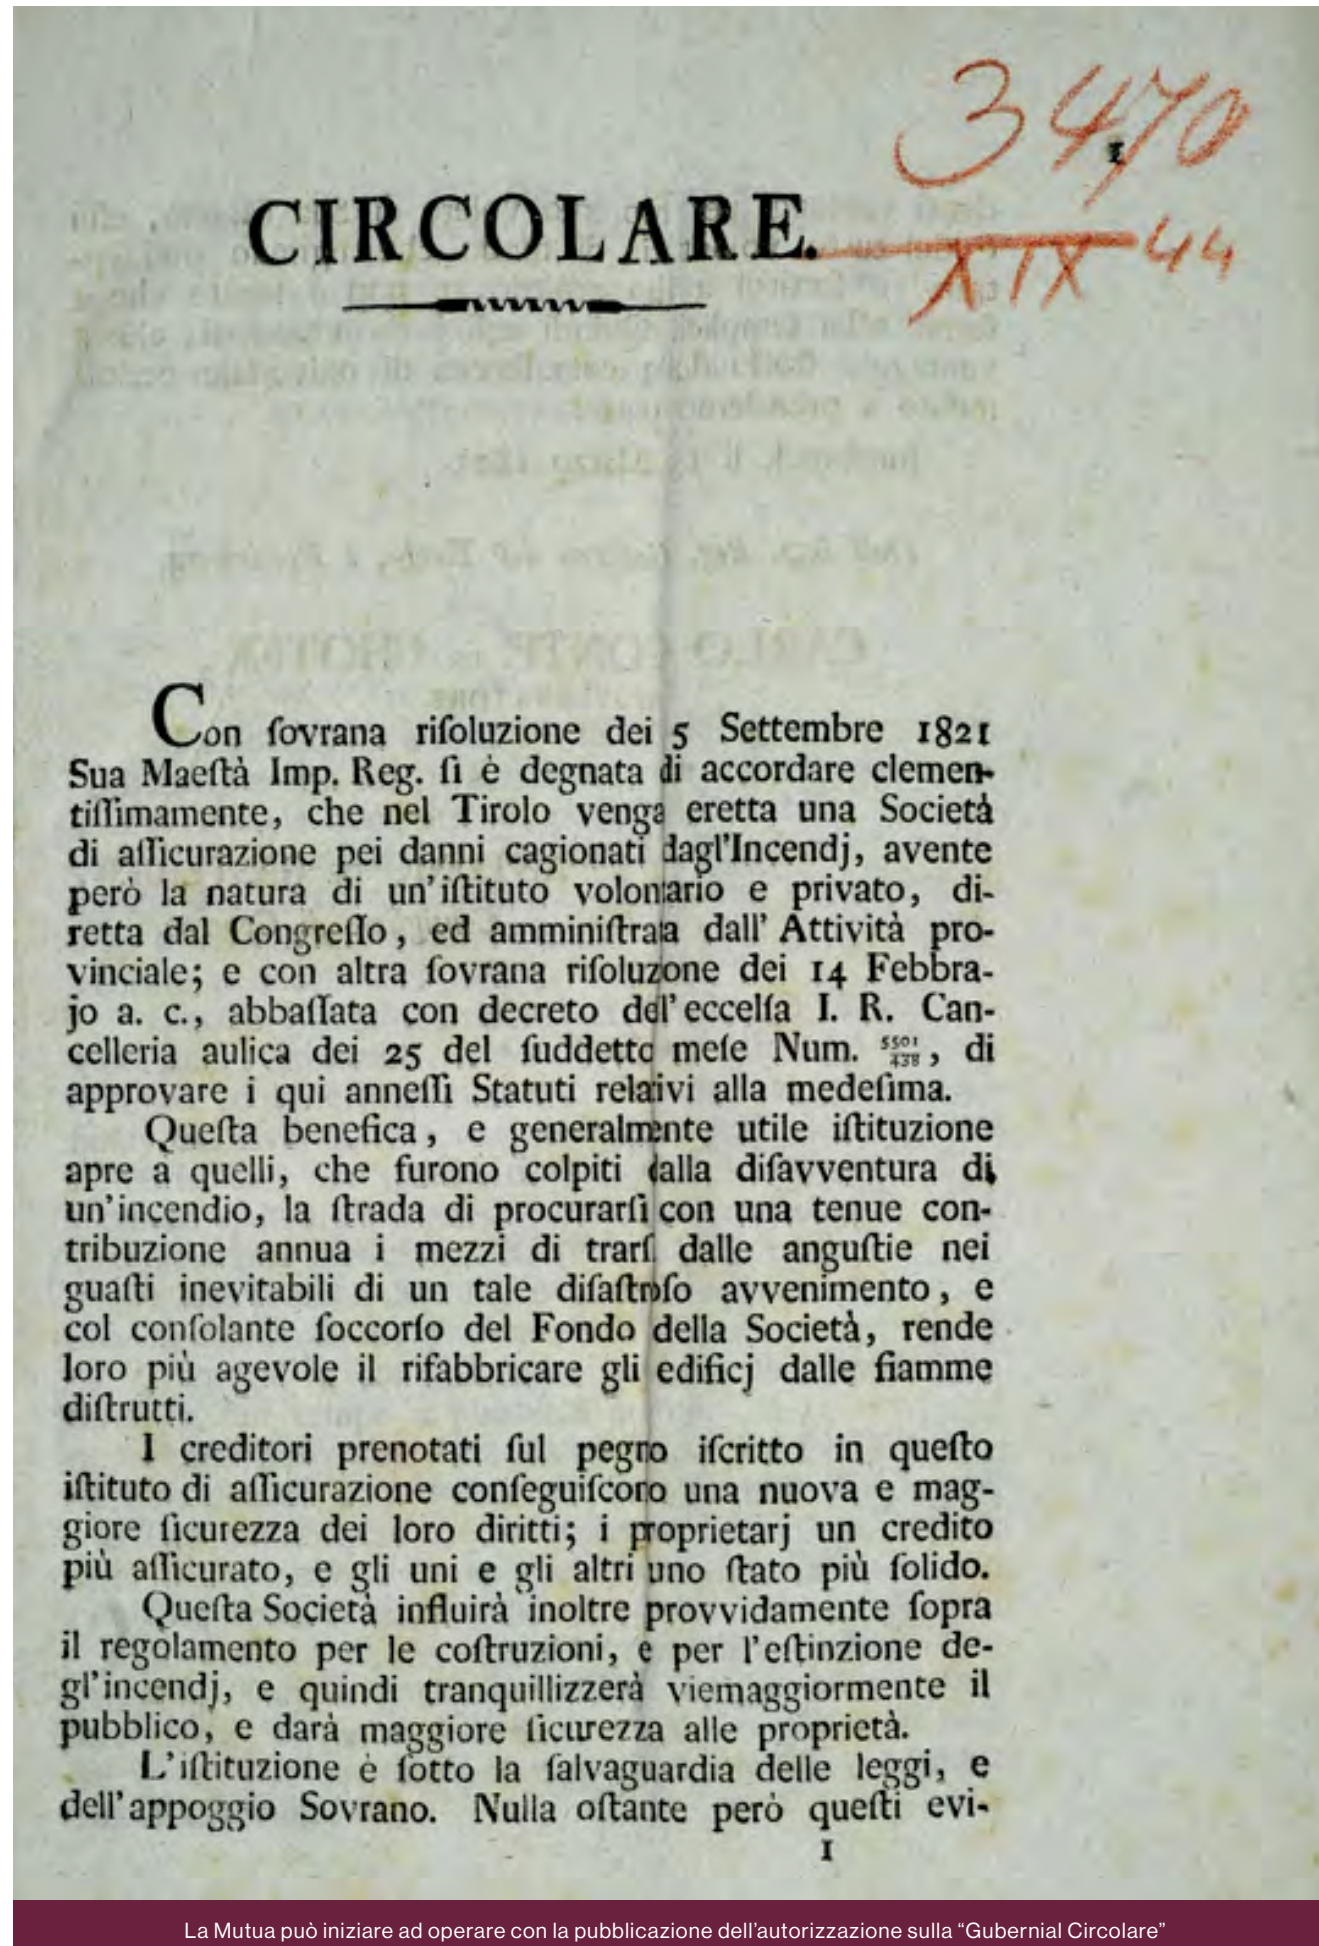 3470
1
XIX 44
CIRCOLARE.
Con ſovrana riſoluzione dei 5 Settembre 1821
Sua Maeſtà Imp. Reg. ſi è degnata di accordare clemen-
tiſſimamente, che nel Tirolo venga eretta una Società
di aſſicurazione pei danni cagionati dagl'Incendj, avente
però la natura di un'iſtituto volontario e privato, di-
retta dal Congreſſo, ed amminiſtrata dall' Attività pro-
vinciale; e con altra ſovrana riſoluzione dei 14 Febbra-
jo a. c., abbaſſata con decreto dell'eccelſa I. R. Can-
celleria aulica dei 25 del ſuddetto meſe Num. 5501/438, di
approvare i qui anneſſi Statuti relativi alla medeſima.
Queſta benefica, e generalmente utile iſtituzione
apre a quelli, che furono colpiti dalla diſavventura di
un'incendio, la ſtrada di procurarſi con una tenue con-
tribuzione annua i mezzi di trarſi dalle anguſtie nei
guaſti inevitabili di un tale diſaſtroſo avvenimento, e
col conſolante ſoccorſo del Fondo della Società, rende
loro più agevole il rifabbricare gli edificj dalle fiamme
diſtrutti.
I creditori prenotati ſul pegno iſcritto in queſto
iſtituto di aſſicurazione conſeguiſcono una nuova e mag-
giore ſicurezza dei loro diritti; i proprietarj un credito
più aſſicurato, e gli uni e gli altri uno ſtato più ſolido.
Queſta Società influirà inoltre provvidamente ſopra
il regolamento per le coſtruzioni, e per l'eſtinzione de-
gl'incendj, e quindi tranquillizzerà viemaggiormente il
pubblico, e darà maggiore ſicurezza alle proprietà.
L'iſtituzione è ſotto la ſalvaguardia delle leggi, e
dell'appoggio Sovrano. Nulla oſtante però queſti evi-
1
La Mutua può iniziare ad operare con la pubblicazione dell'autorizzazione sulla “Gubernial Circolare”